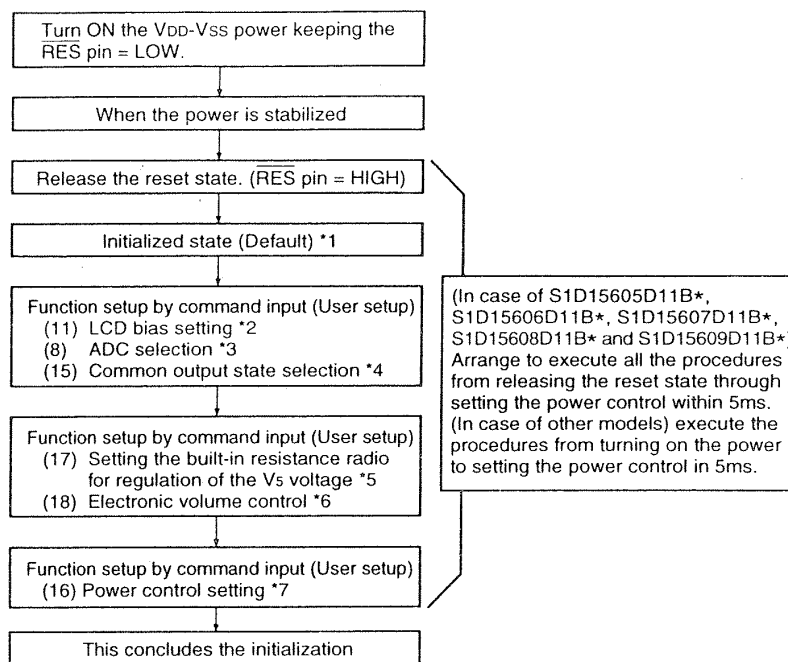 Turn ON the VDD-VSS power keeping the
RES pin = LOW.
When the power is stabilized
Release the reset state. (RES pin = HIGH)
Initialized state (Default) *1
Function setup by command input (User setup)
(11) LCD bias setting *2
(8) ADC selection *3
(15) Common output state selection *4
Function setup by command input (User setup)
(17) Setting the built-in resistance radio
for regulation of the V5 voltage *5
(18) Electronic volume control *6
Function setup by command input (User setup)
(16) Power control setting *7
This concludes the initialization
(In case of S1D15605D11B*,
S1D15606D11B*, S1D15607D11B*,
S1D15608D11B* and S1D15609D11B*)
Arrange to execute all the procedures
from releasing the reset state through
setting the power control within 5ms.
(In case of other models) execute the
procedures from turning on the power
to setting the power control in 5ms.